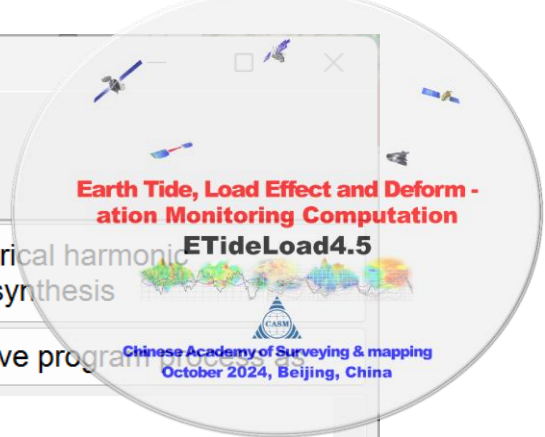 Earth Tide, Load Effect and Deform -
ation Monitoring Computation
ETideLoad4.5
rical harmonic
synthesis
CASM
ve program process as
Chinese Academy of Surveying & mapping
October 2024, Beijing, China